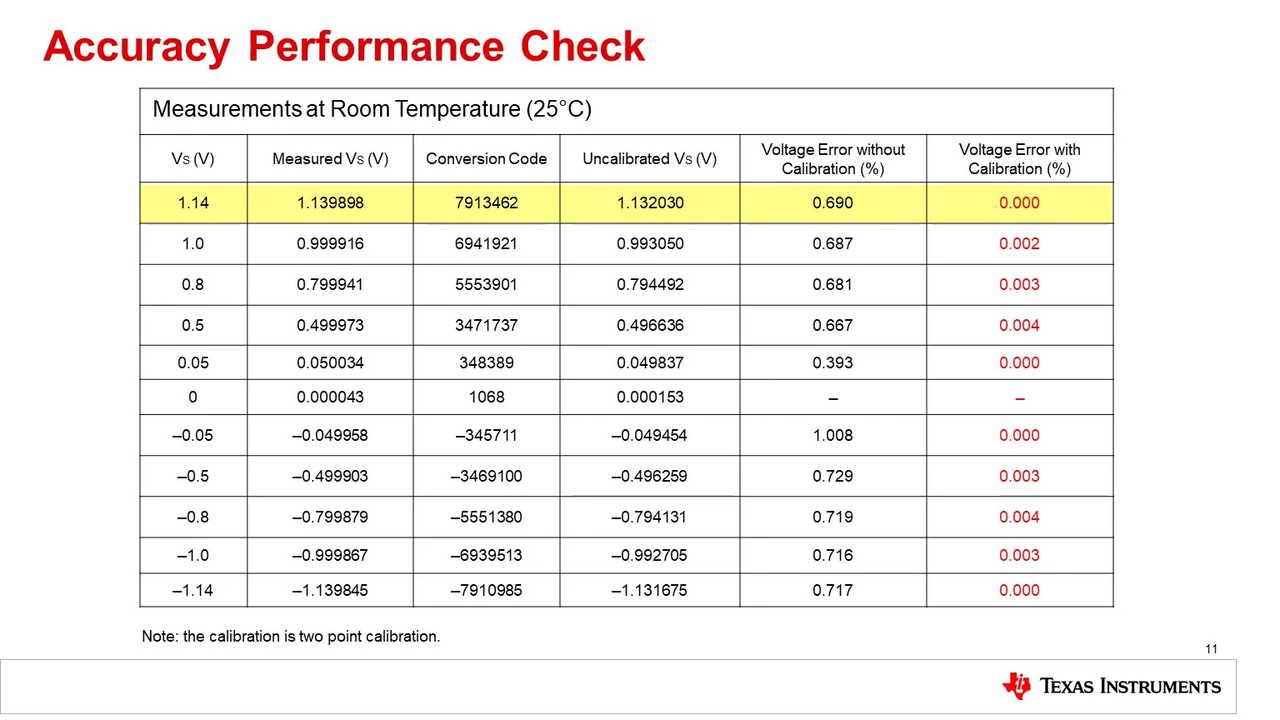 Accuracy Performance Check
Measurements at Room Temperature (25°C)
VS (V) Measured VS (V) Conversion Code Uncalibrated VS (V) Voltage Error without Calibration (%) Voltage Error with Calibration (%)
1.14 1.139898 7913462 1.132030 0.690 0.000
1.0 0.999916 6941921 0.993050 0.687 0.002
0.8 0.799941 5553901 0.794492 0.681 0.003
0.5 0.499973 3471737 0.496636 0.667 0.004
0.05 0.050034 348389 0.049837 0.393 0.000
0 0.000043 1068 0.000153 – –
–0.05 –0.049958 –345711 –0.049454 1.008 0.000
–0.5 –0.499903 –3469100 –0.496259 0.729 0.003
–0.8 –0.799879 –5551380 –0.794131 0.719 0.004
–1.0 –0.999867 –6939513 –0.992705 0.716 0.003
–1.14 –1.139845 –7910985 –1.131675 0.717 0.000
Note: the calibration is two point calibration.
11
TEXAS INSTRUMENTS